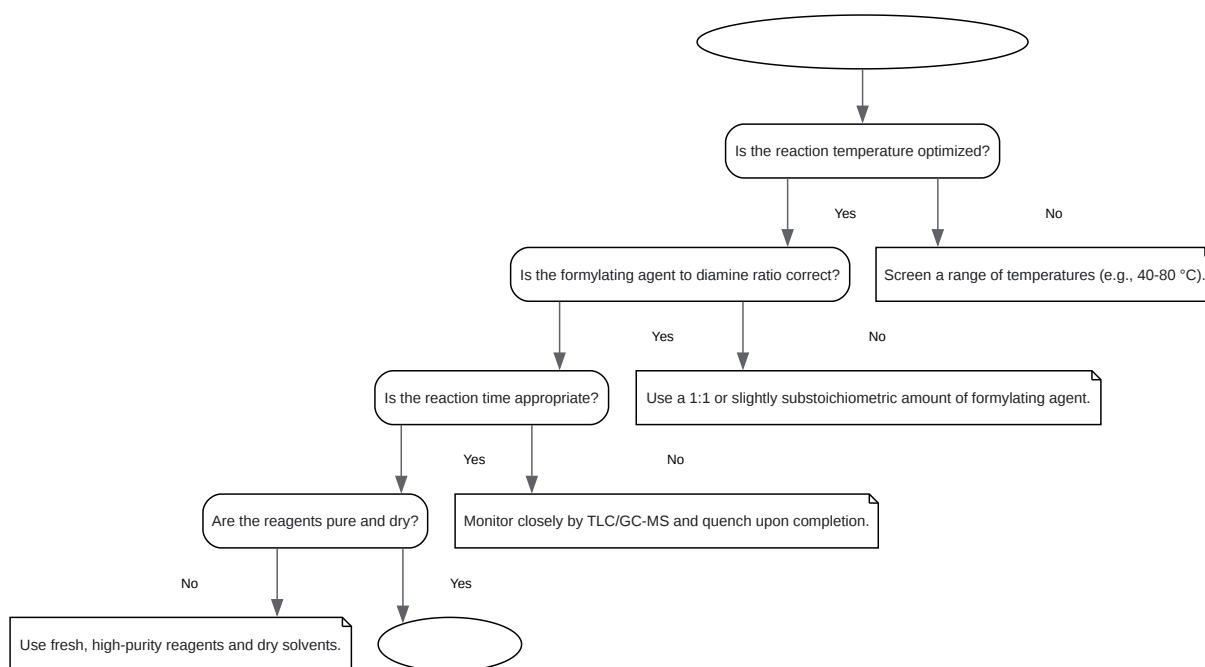 Is the reaction temperature optimized?
Yes
No
Is the formylating agent to diamine ratio correct?
Screen a range of temperatures (e.g., 40-80 °C).
Yes
No
Is the reaction time appropriate?
Use a 1:1 or slightly substoichiometric amount of formylating agent.
Yes
No
Are the reagents pure and dry?
Monitor closely by TLC/GC-MS and quench upon completion.
No
Yes
Use fresh, high-purity reagents and dry solvents.